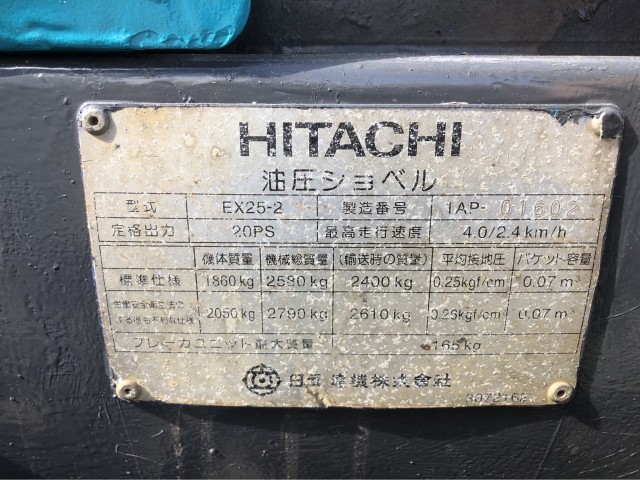 HITACHI
油圧ショベル
型式 EX25-2 製造番号 1AP- 01602
定格出力 20PS 最高走行速度 4.0/2.4km/h
機体質量 機械総質量 (輸送時の質量) 平均接地圧 バケット容量
標準仕様 1860kg 2590kg 2400kg 0.25kgf/cm 0.07m³
2050kg 2790kg 2610kg 0.26kgf/cm 0.07m³
ブレーカユニット最大質量 165kg
日立建機株式会社
3072162